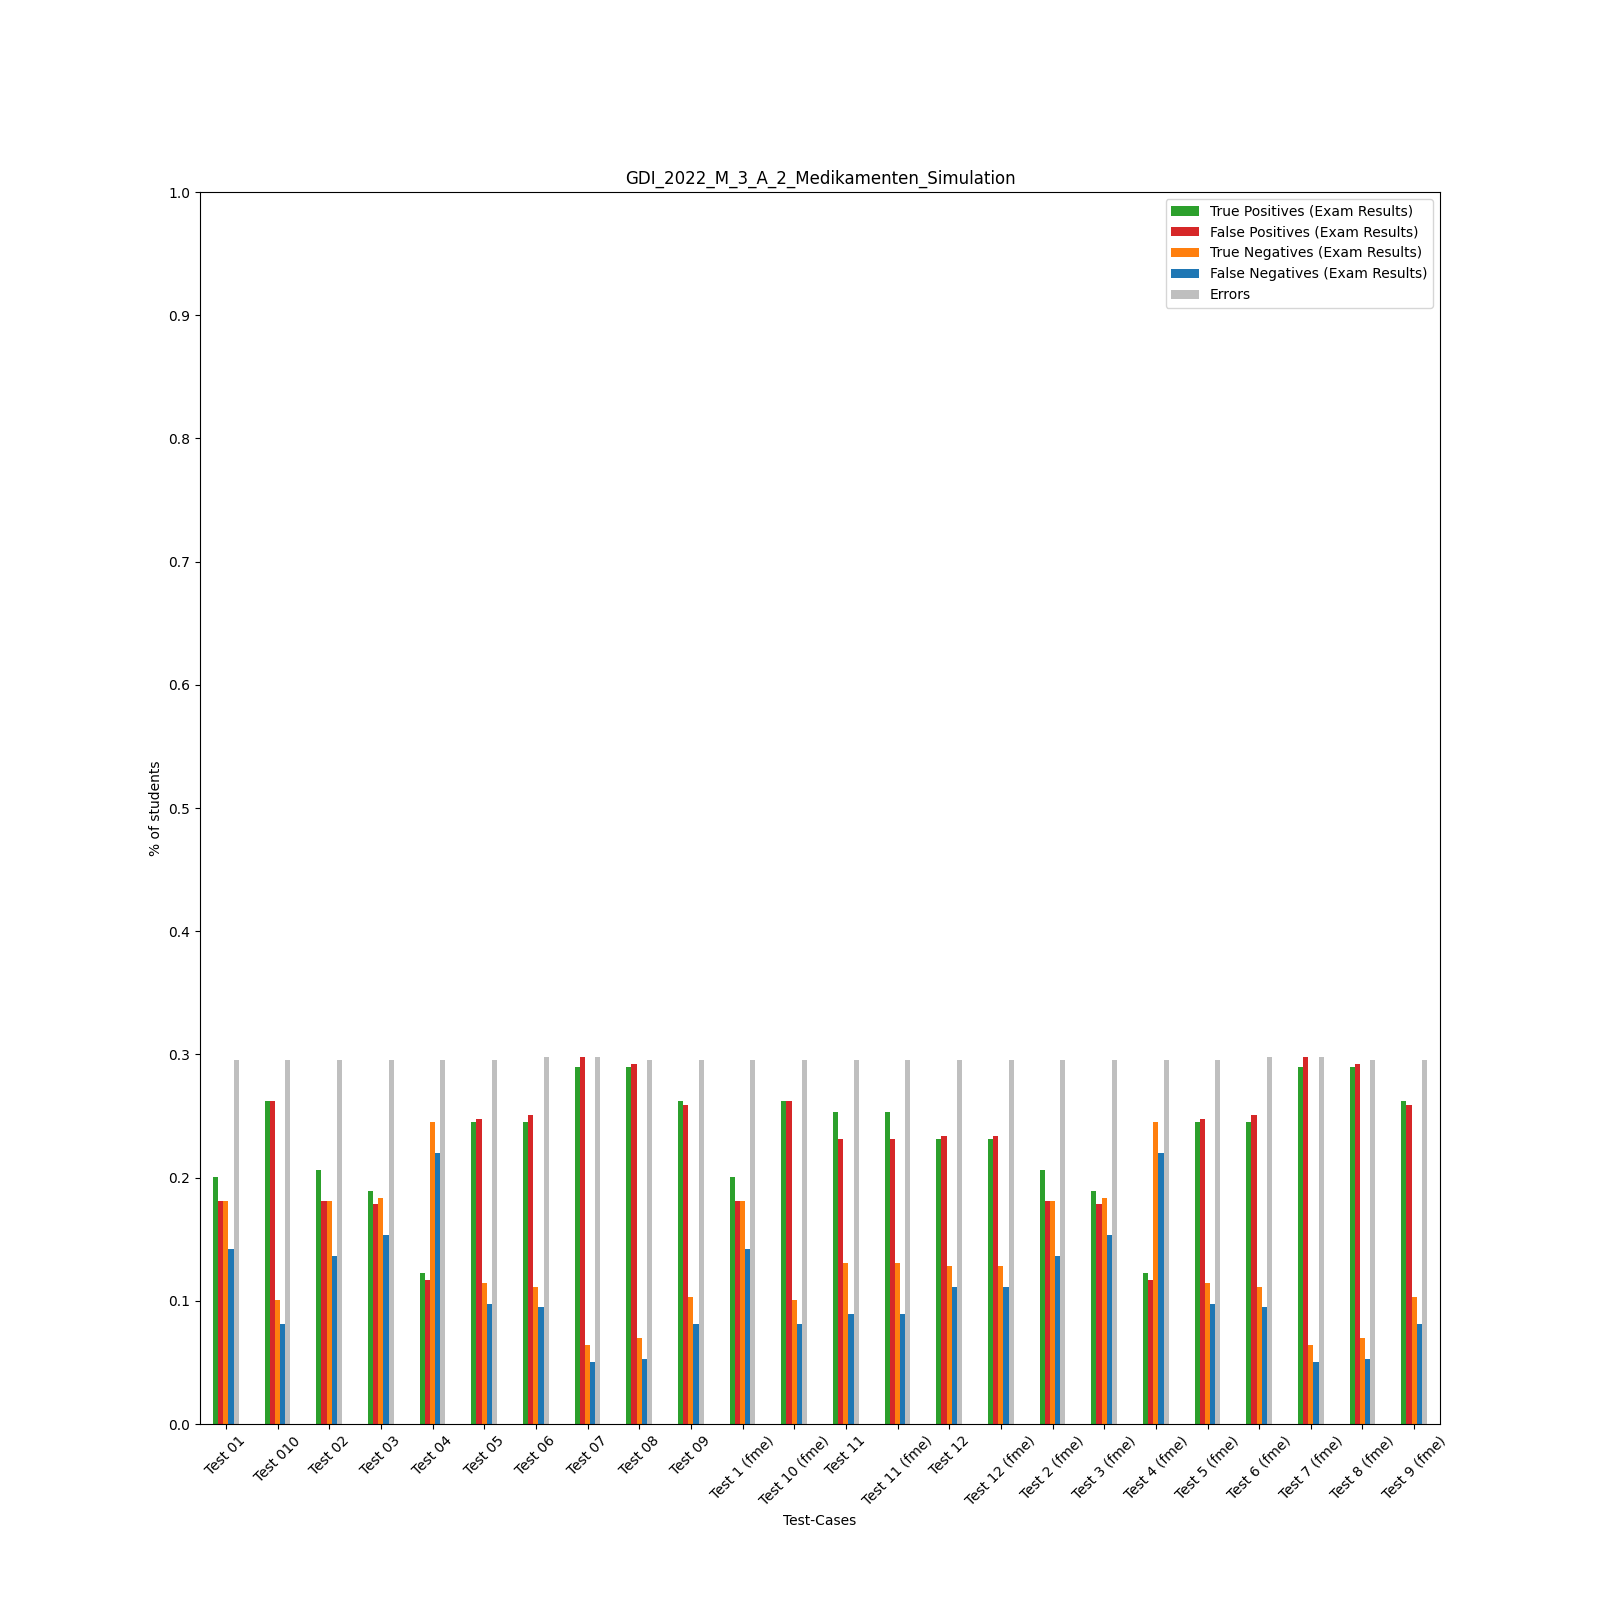 GDI_2022_M_3_A_2_Medikamenten_Simulation
True Positives (Exam Results)
False Positives (Exam Results)
True Negatives (Exam Results)
False Negatives (Exam Results)
Errors
1.0
0.9
0.8
0.7
0.6
0.5
0.4
0.3
0.2
0.1
0.0
% of students
Test 01
Test 010
Test 02
Test 03
Test 04
Test 05
Test 06
Test 07
Test 08
Test 09
Test 1 (fme)
Test 10 (fme)
Test 11
Test 11 (fme)
Test 12
Test 12 (fme)
Test 2 (fme)
Test 3 (fme)
Test 4 (fme)
Test 5 (fme)
Test 6 (fme)
Test 7 (fme)
Test 8 (fme)
Test 9 (fme)
Test-Cases